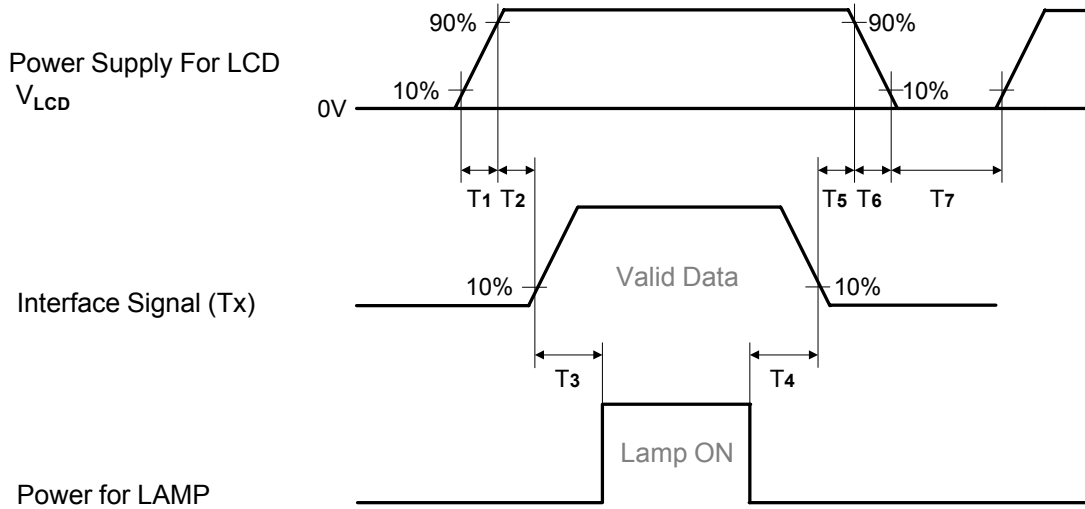 90% 90%
Power Supply For LCD
VLCD
10% 10%
0V
T1 T2 T5 T6 T7
Valid Data
10% 10%
Interface Signal (Tx)
T3 T4
Lamp ON
Power for LAMP